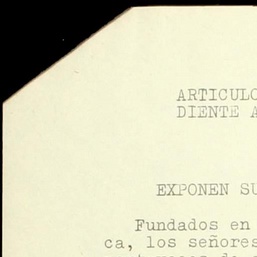 ARTICULO
DIENTE A
EXPONEN SU
Fundados en
ca, los señores